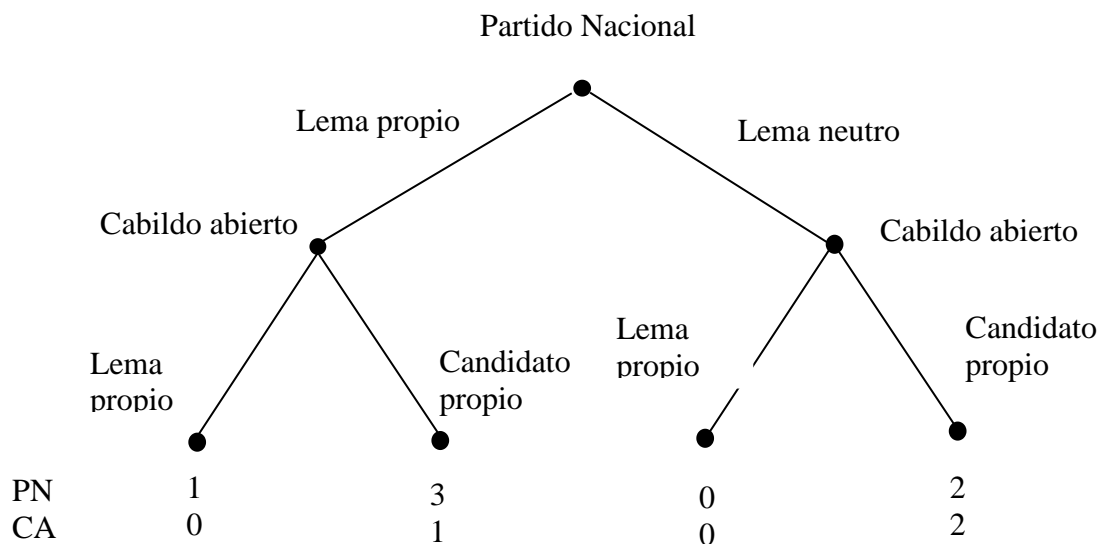 Partido Nacional
Lema propio
Lema neutro
Cabildo abierto
Cabildo abierto
Lema
propio
Candidato
propio
Lema
propio
Candidato
propio
PN 1 3 0 2
CA 0 1 0 2